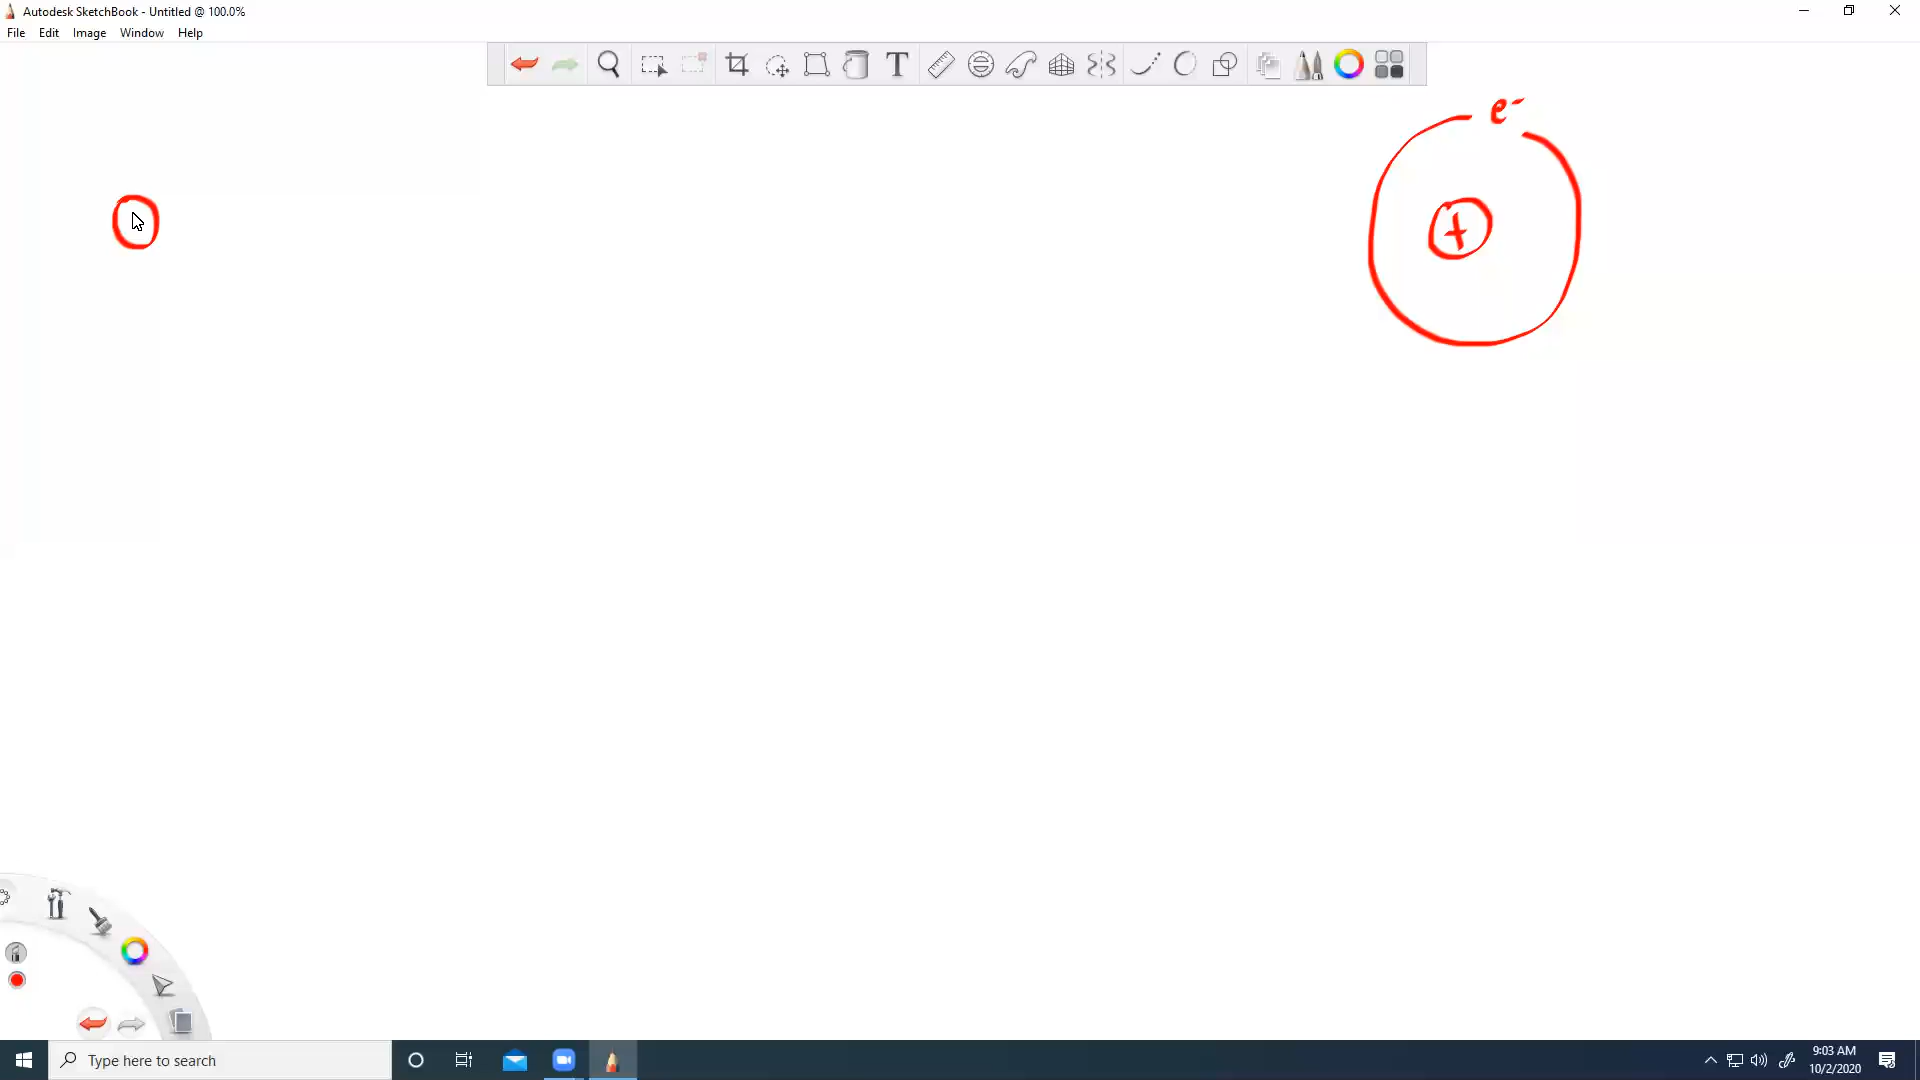 Autodesk SketchBook - Untitled @ 100.0%
File Edit Image Window Help
T
e-
+
Type here to search
9:03 AM
10/2/2020